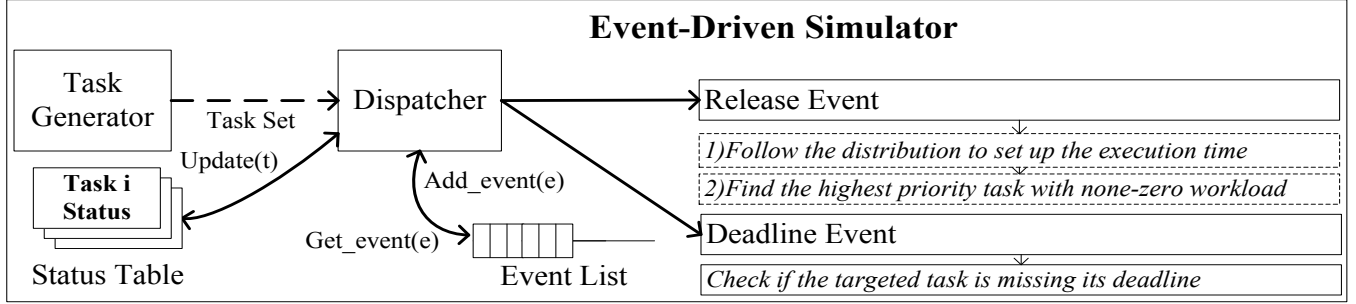 Event-Driven Simulator
Task
Generator
Task Set
Dispatcher
Update(t)
Task i
Status
Status Table
Add_event(e)
Get_event(e)
Event List
Release Event
1)Follow the distribution to set up the execution time
2)Find the highest priority task with none-zero workload
Deadline Event
Check if the targeted task is missing its deadline